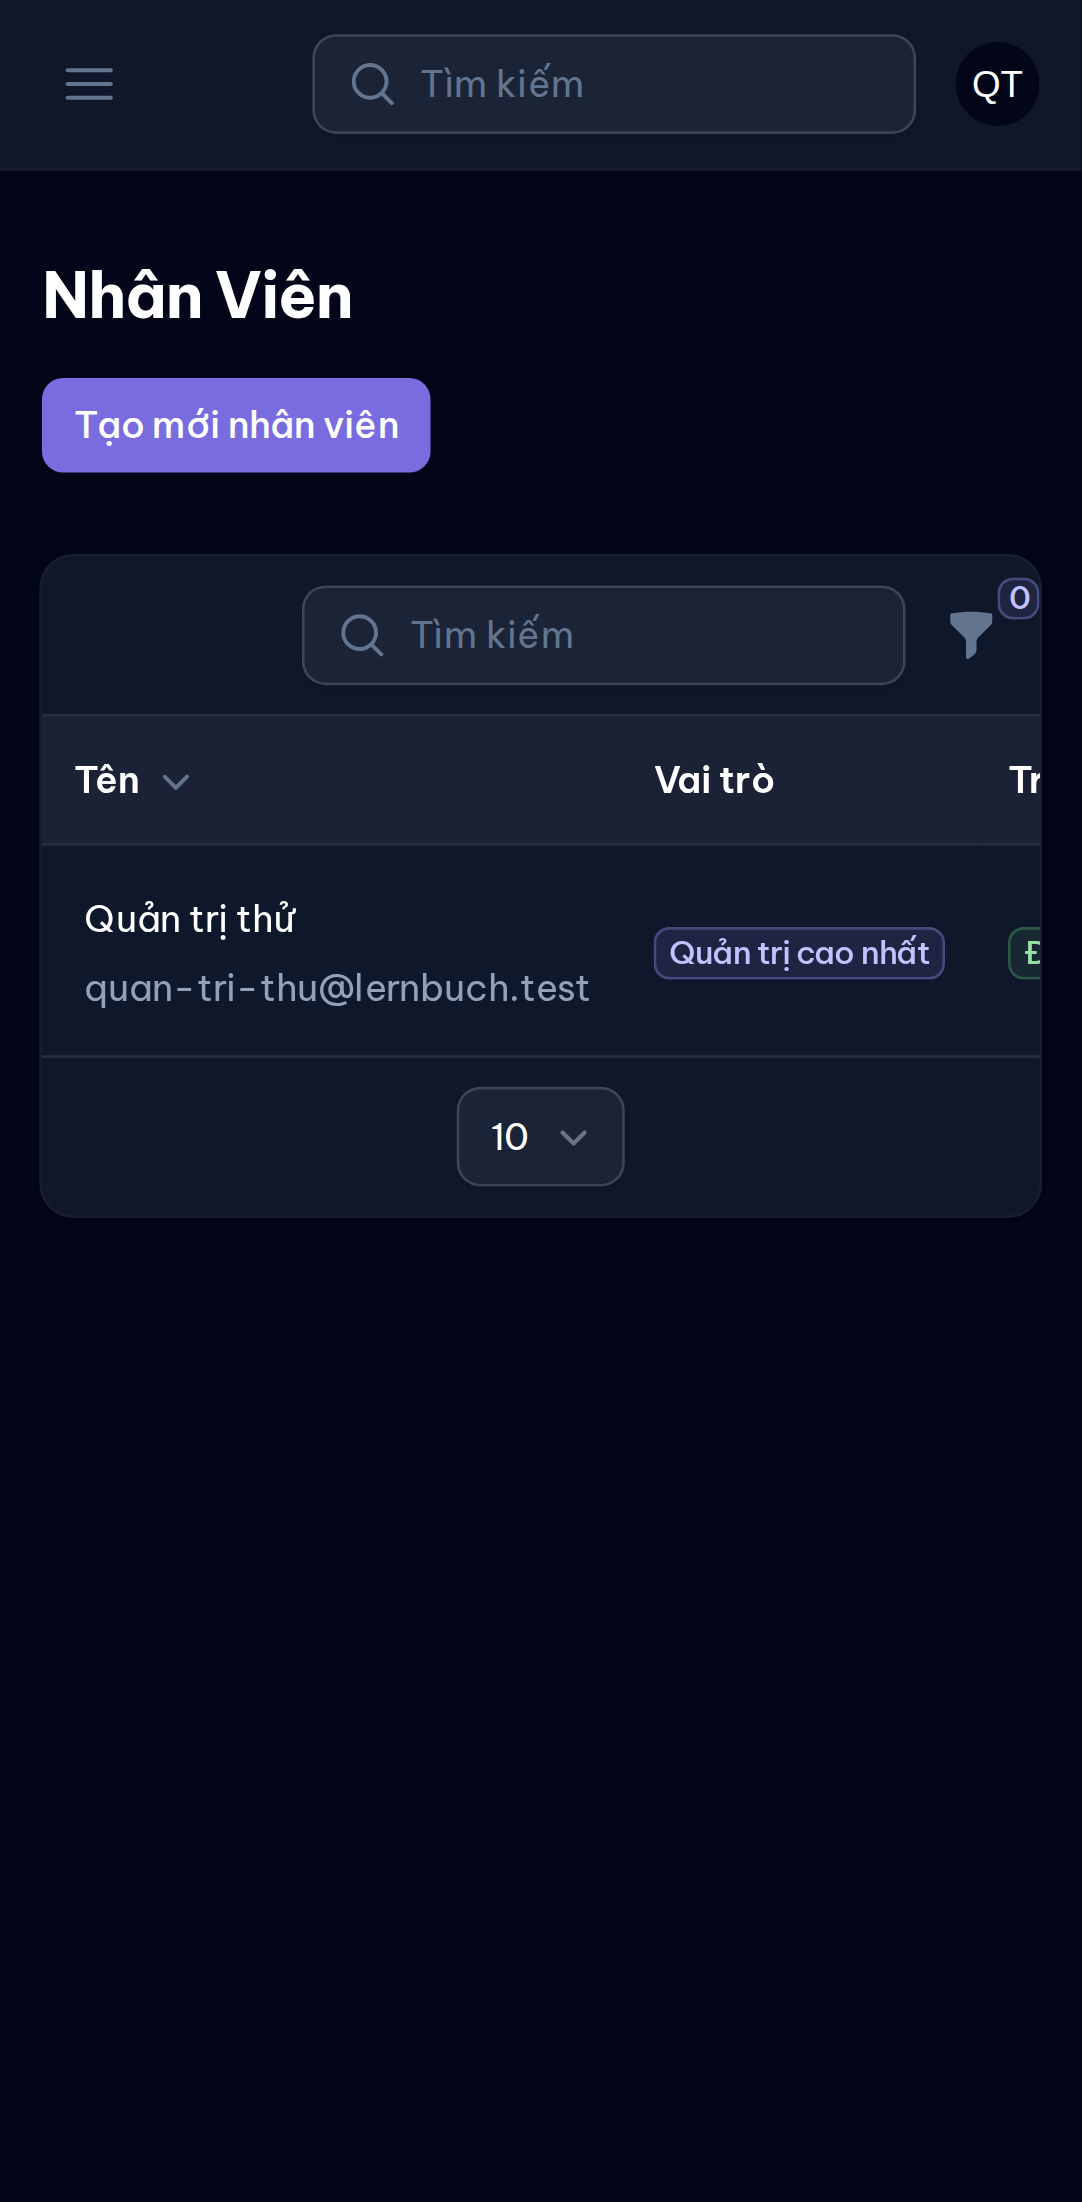 Tìm kiếm
QT
Nhân Viên
Tạo mới nhân viên
Tìm kiếm
0
Tên
Vai trò
Tr
Quản trị thử
quan-tri-thu@lernbuch.test
Quản trị cao nhất
10